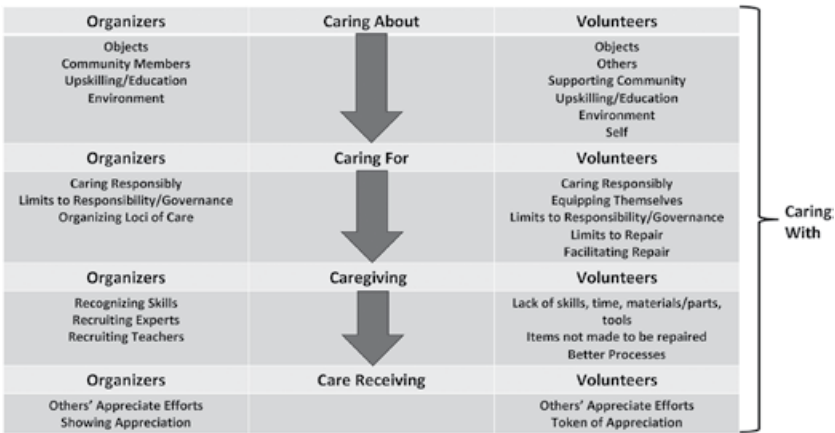 Organizers
Caring About
Volunteers
Objects
Community Members
Upskilling/Education
Environment
Objects
Others
Supporting Community
Upskilling/Education
Environment
Self
Organizers
Caring For
Volunteers
Caring Responsibly
Limits to Responsibility/Governance
Organizing Loci of Care
Caring Responsibly
Equipping Themselves
Limits to Responsibility/Governance
Limits to Repair
Facilitating Repair
Organizers
Caregiving
Volunteers
Recognizing Skills
Recruiting Experts
Recruiting Teachers
Lack of skills, time, materials/parts,
tools
Items not made to be repaired
Better Processes
Organizers
Care Receiving
Volunteers
Others' Appreciate Efforts
Showing Appreciation
Others' Appreciate Efforts
Token of Appreciation
Caring:
With